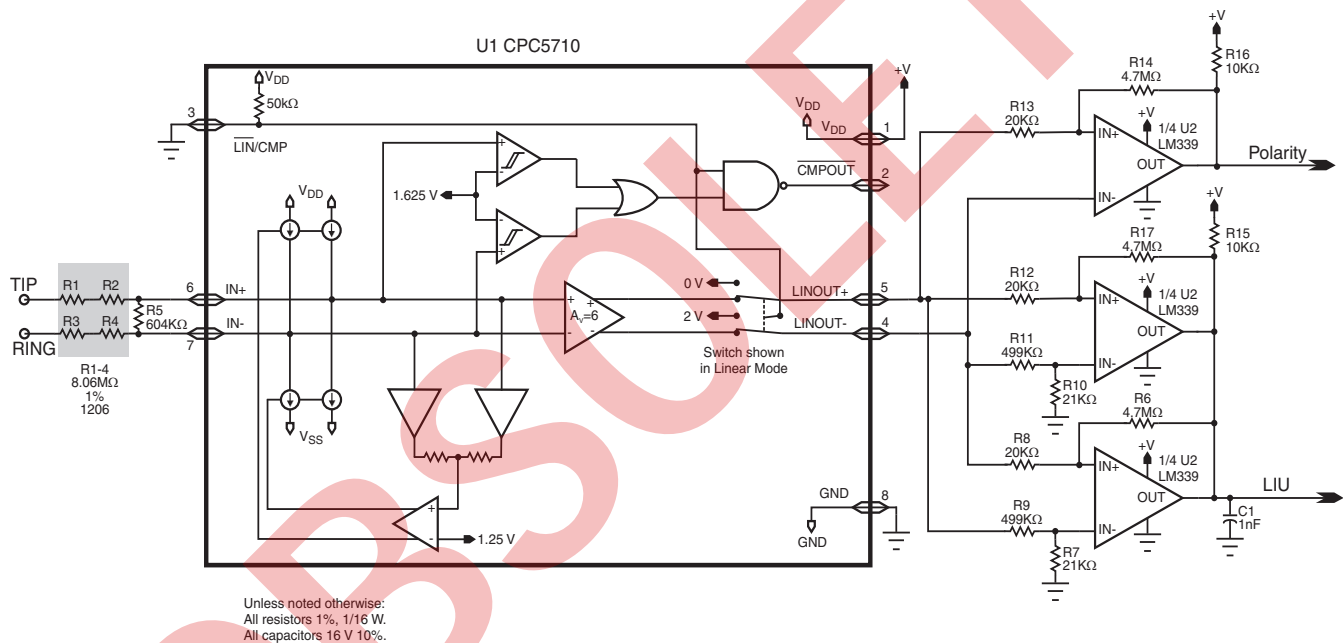 U1 CPC5710
VDD
50kΩ
3
LIN/CMP
VDD
1.625 V
+
-
-
+
VDD
VDD
+V
1
CMPOUT
2
TIP
R1
R2
R3
R4
RING
R5
604KΩ
R1-4
8.06MΩ
1%
1206
6
IN+
IN-
7
+
-
+
-
Av=6
0 V
2 V
LINOUT+
LINOUT-
5
4
Switch shown
in Linear Mode
VSS
+
-
1.25 V
GND
8
GND
+V
R16
10KΩ
R14
4.7MΩ
R13
20KΩ
IN+
+V
1/4 U2
LM339
OUT
IN-
Polarity
+V
R15
10KΩ
R17
4.7MΩ
R12
20KΩ
IN+
+V
1/4 U2
LM339
OUT
IN-
R11
499KΩ
R10
21KΩ
R6
4.7MΩ
R8
20KΩ
IN+
+V
1/4 U2
LM339
OUT
IN-
R9
499KΩ
R7
21KΩ
LIU
C1
1nF
Unless noted otherwise:
All resistors 1%, 1/16 W.
All capacitors 16 V 10%.